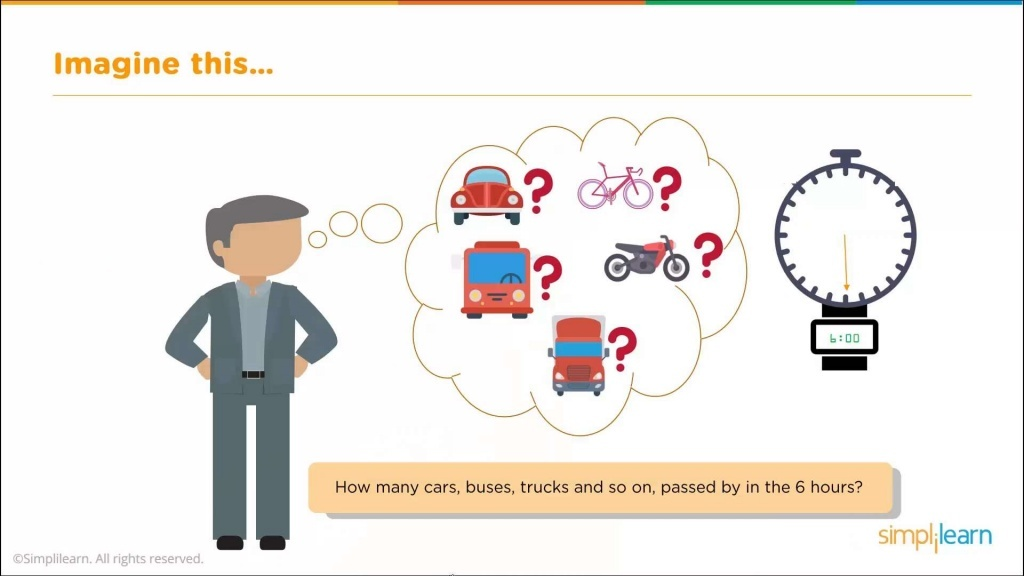 Imagine this...
?
?
?
?
?
6:00
How many cars, buses, trucks and so on, passed by in the 6 hours?
simplilearn
©Simplilearn. All rights reserved.